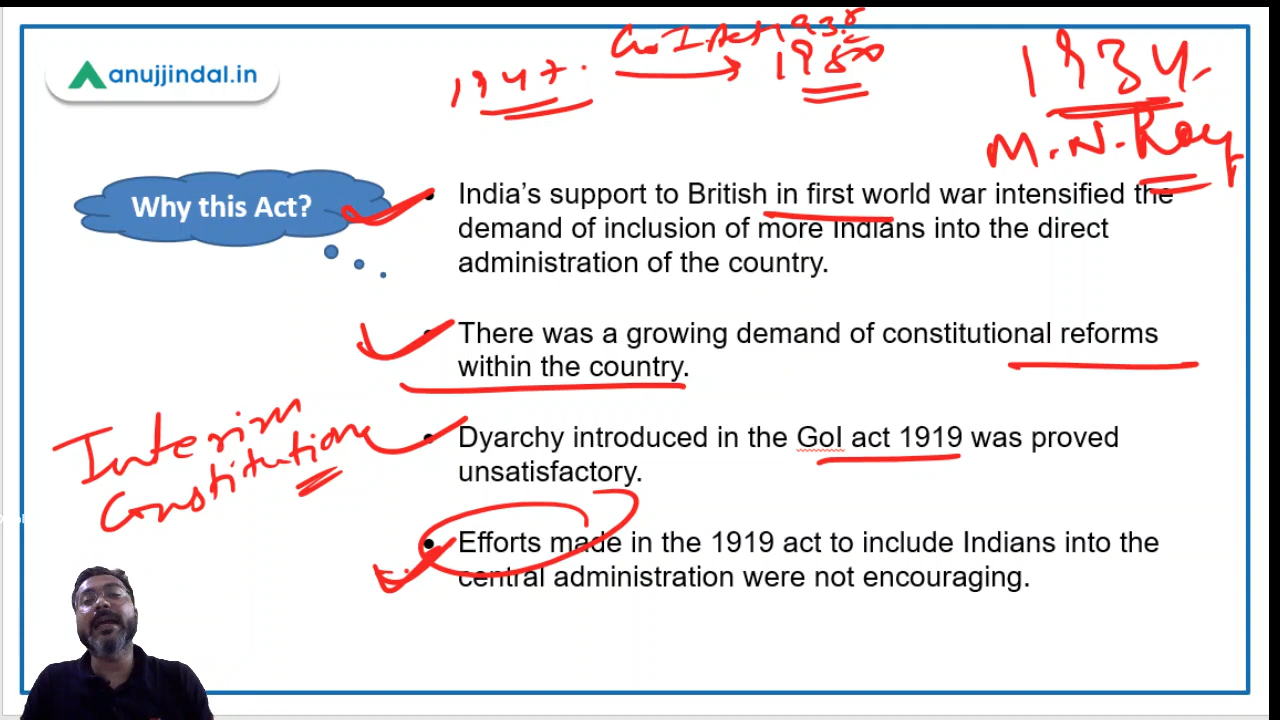 GoI Act, 1935
1947.
1950
1934.
M.N. Roy
anujjindal.in
Why this Act?
• India’s support to British in first world war intensified the
demand of inclusion of more Indians into the direct
administration of the country.
• There was a growing demand of constitutional reforms
within the country.
Interim
Constitution
• Dyarchy introduced in the GoI act 1919 was proved
unsatisfactory.
• Efforts made in the 1919 act to include Indians into the
central administration were not encouraging.